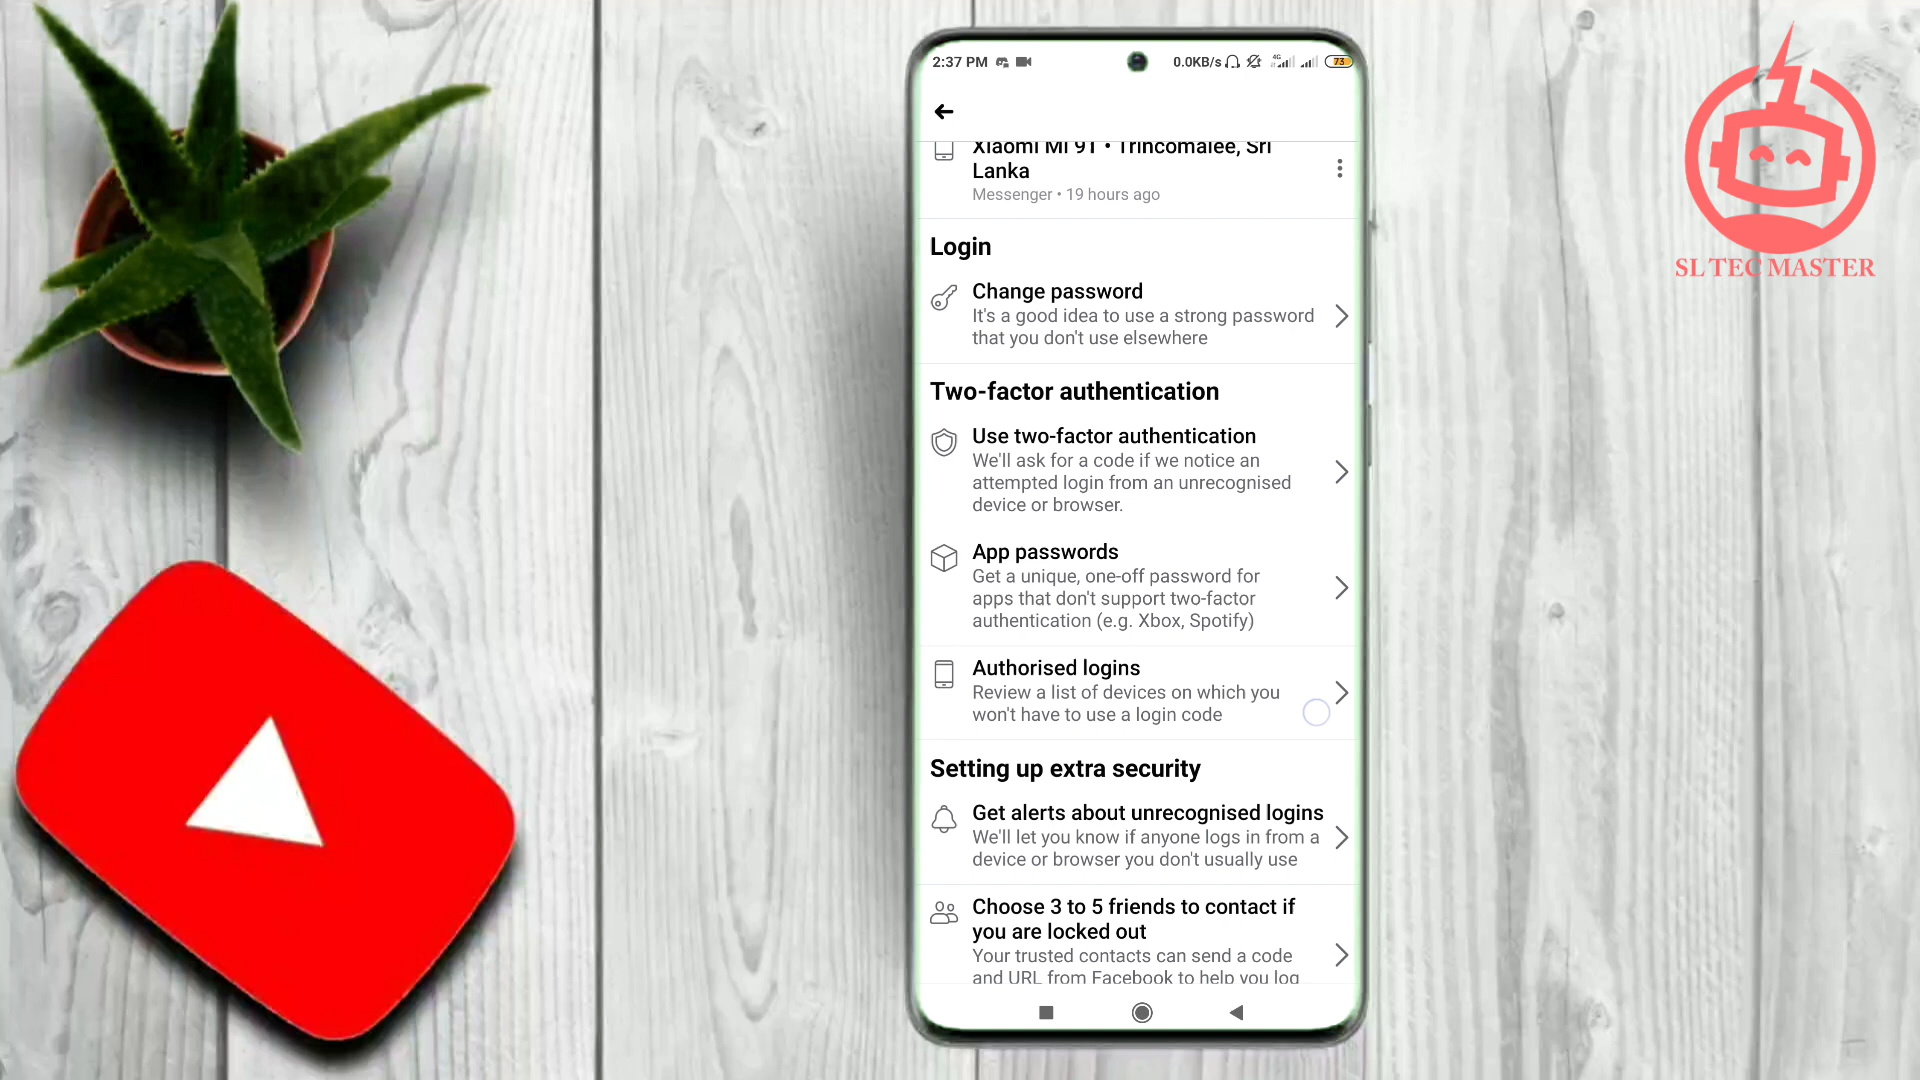 2:37 PM
0.0KB/s
4G
73
SL TEC MASTER
Xiaomi Mi 9T • Trincomalee, Sri
Lanka
Messenger • 19 hours ago
Login
Change password
It's a good idea to use a strong password
that you don't use elsewhere
Two-factor authentication
Use two-factor authentication
We'll ask for a code if we notice an
attempted login from an unrecognised
device or browser.
App passwords
Get a unique, one-off password for
apps that don't support two-factor
authentication (e.g. Xbox, Spotify)
Authorised logins
Review a list of devices on which you
won't have to use a login code
Setting up extra security
Get alerts about unrecognised logins
We'll let you know if anyone logs in from a
device or browser you don't usually use
Choose 3 to 5 friends to contact if
you are locked out
Your trusted contacts can send a code
and URL from Facebook to help you log